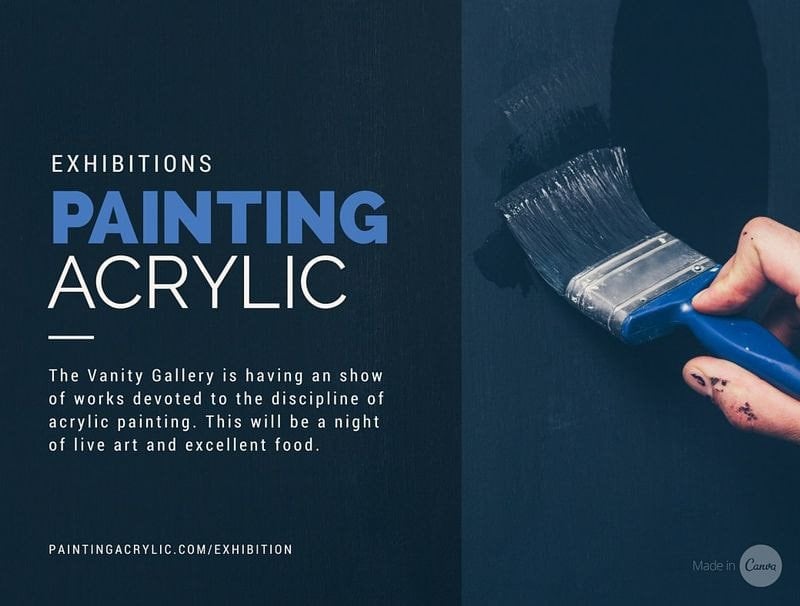 EXHIBITIONS
PAINTING
ACRYLIC
The Vanity Gallery is having an show
of works devoted to the discipline of
acrylic painting. This will be a night
of live art and excellent food.
PAINTINGACRYLIC.COM/EXHIBITION
Made in Canva